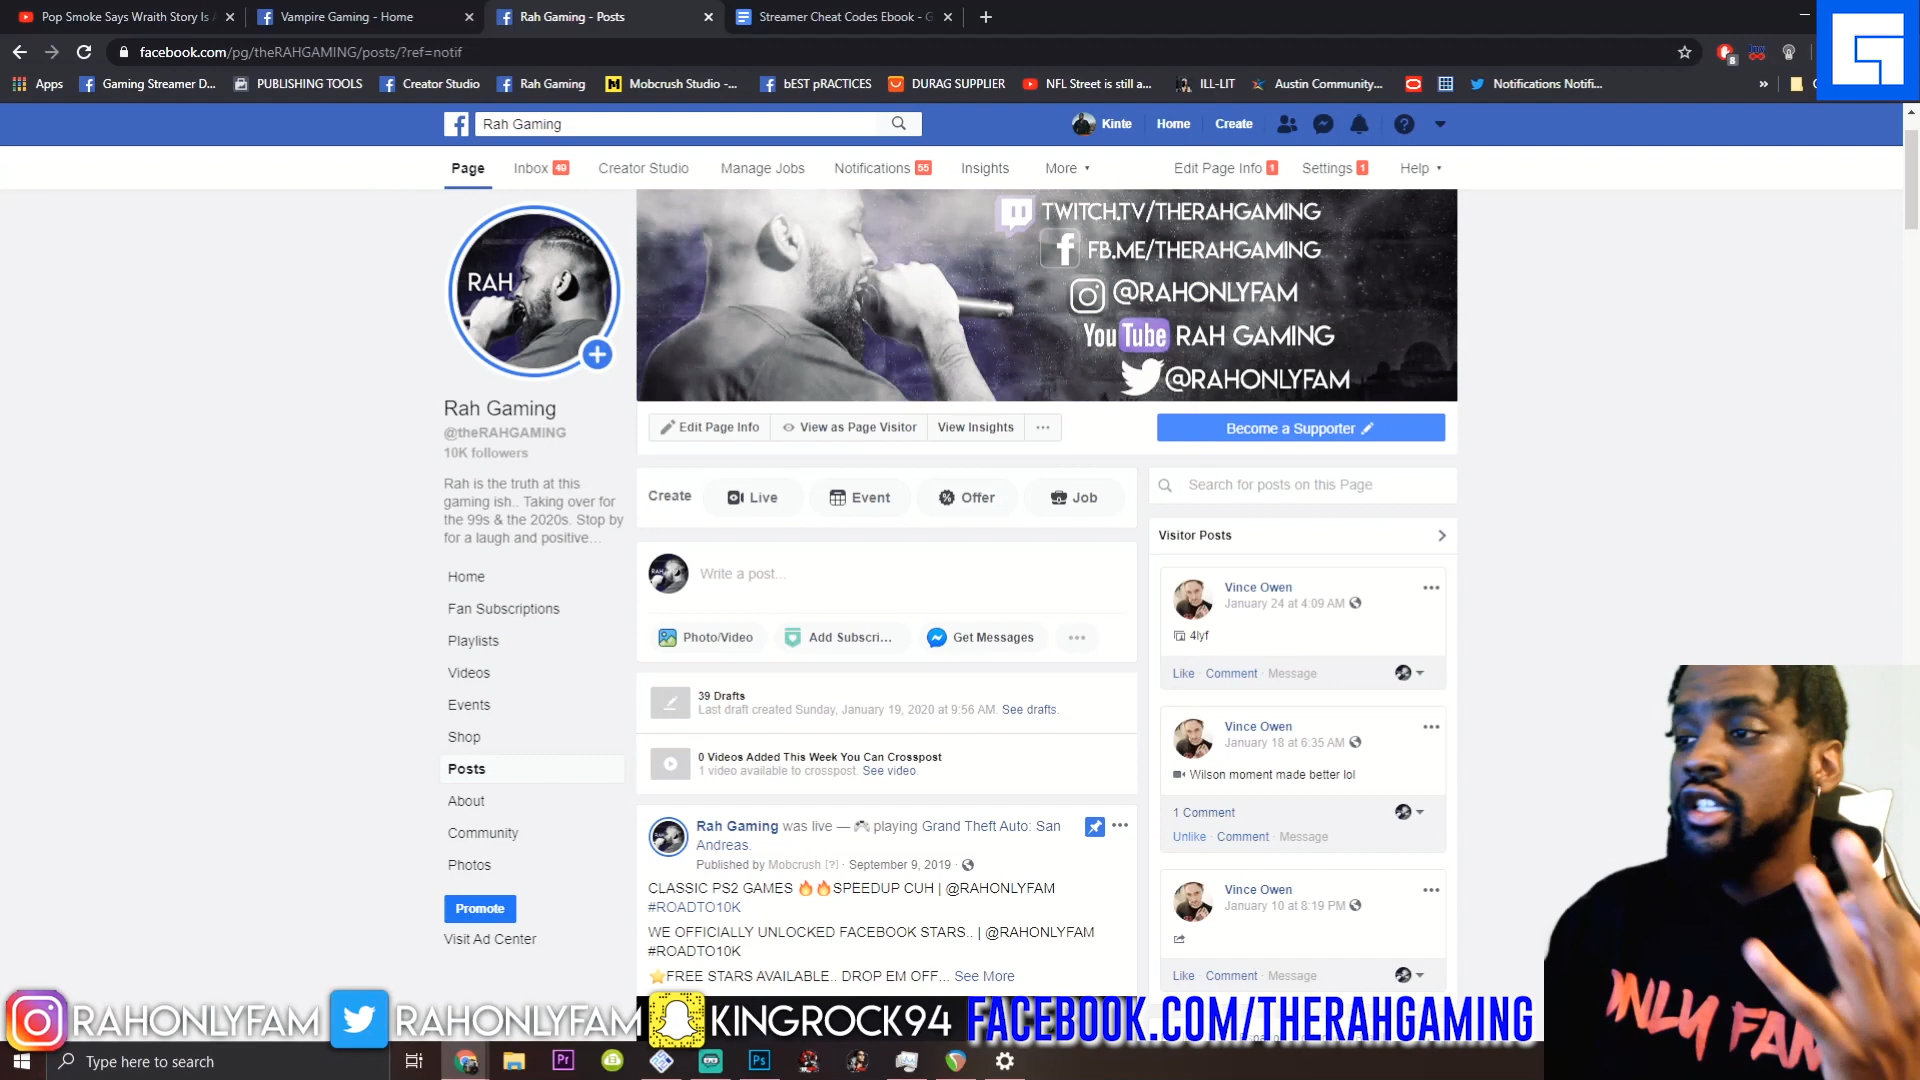 Pop Smoke Says Wraith Story Is
Vampire Gaming - Home
Rah Gaming - Posts
Streamer Cheat Codes Ebook - G
facebook.com/pg/theRAHGAMING/posts/?ref=notif
8
Apps
Gaming Streamer D...
PUBLISHING TOOLS
Creator Studio
Rah Gaming
Mobcrush Studio -...
bEST pRACTICES
DURAG SUPPLIER
NFL Street is still a...
ILL-LIT
Austin Community...
Notifications Notifi...
»
Rah Gaming
Kinte
Home
Create
Page
Inbox 49
Creator Studio
Manage Jobs
Notifications 55
Insights
More
Edit Page Info 1
Settings 1
Help
TWITCH.TV/THERAHGAMING
FB.ME/THERAHGAMING
@RAHONLYFAM
YouTube RAH GAMING
@RAHONLYFAM
RAH
Rah Gaming
@theRAHGAMING
10K followers
Rah is the truth at this
gaming ish.. Taking over for
the 99s & the 2020s. Stop by
for a laugh and positive...
Home
Fan Subscriptions
Playlists
Videos
Events
Shop
Posts
About
Community
Photos
Promote
Visit Ad Center
Edit Page Info
View as Page Visitor
View Insights
Become a Supporter
Create
Live
Event
Offer
Job
Write a post...
Photo/Video
Add Subscri...
Get Messages
39 Drafts
Last draft created Sunday, January 19, 2020 at 9:56 AM. See drafts.
0 Videos Added This Week You Can Crosspost
1 video available to crosspost. See video.
Rah Gaming was live — 🎮 playing Grand Theft Auto: San
Andreas.
Published by Mobcrush [?] · September 9, 2019 ·
CLASSIC PS2 GAMES 🔥🔥SPEEDUP CUH | @RAHONLYFAM
#ROADTO10K
WE OFFICIALLY UNLOCKED FACEBOOK STARS.. | @RAHONLYFAM
#ROADTO10K
⭐FREE STARS AVAILABLE.. DROP EM OFF... See More
Search for posts on this Page
Visitor Posts
Vince Owen
January 24 at 4:09 AM
4lyf
Like · Comment · Message
Vince Owen
January 18 at 6:35 AM
Wilson moment made better lol
1 Comment
Unlike · Comment · Message
Vince Owen
January 10 at 8:19 PM
Like · Comment · Message
ONLY FAM
RAHONLYFAM
RAHONLYFAM
KINGROCK94
FACEBOOK.COM/THERAHGAMING
Type here to search
Pr
Ps